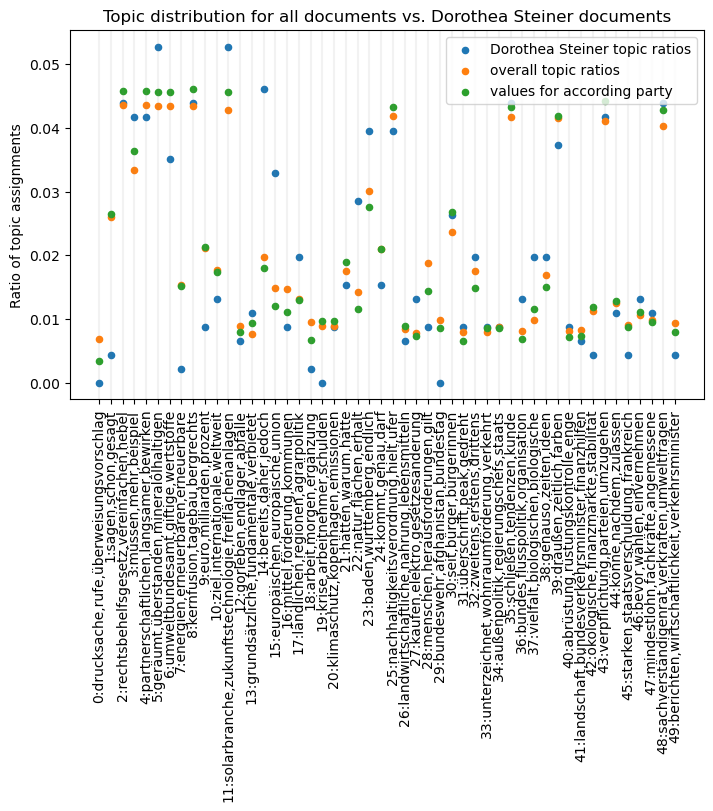 Topic distribution for all documents vs. Dorothea Steiner documents
Dorothea Steiner topic ratios
overall topic ratios
values for according party
Ratio of topic assignments
0.05
0.04
0.03
0.02
0.01
0.00
0:drucksache,rufe,überweisungsvorschlag
1:sagen,schon,gesagt
2:rechtsbehelfsgesetz,vereinfachen,hebel
3:müssen,mehr,beispiel
4:partnerschaftlichen,langsamer,bewirken
5:geräumt,überstanden,mineralölhaltigen
6:umweltbundesamt,giftige,wertstoffe
7:energien,erneuerbaren,erneuerbare
8:kernfusion,tagebau,bergrechts
9:euro,milliarden,prozent
10:ziel,internationale,weltweit
11:solarbranche,zukunftstechnologie,freiflächenanlagen
12:gorleben,endlager,abfälle
13:grundsätzliche,fundamentale,verbietet
14:bereits,daher,jedoch
15:europäischen,europäische,union
16:mittel,förderung,kommunen
17:ländlichen,regionen,agrarpolitik
18:arbeit,morgen,ergänzung
19:krise,arbeitnehmer,schulden
20:klimaschutz,kopenhagen,emissionen
21:hätten,warum,hätte
22:natur,flächen,erhalt
23:baden,württemberg,endlich
24:kommt,genau,darf
25:nachhaltigkeitsverordnung,hielt,ufer
26:landwirtschaftliche,nahrung,lebensmitteln
27:kaufen,elektro,gesetzesänderung
28:menschen,herausforderungen,gilt
29:bundeswehr,afghanistan,bundestag
30:seit,bürger,bürgerinnen
31:überschrift,peak,gedreht
32:zweitens,erstens,dritten
33:unterzeichnet,wohnraumförderung,verkehrt
34:außenpolitik,regierungschefs,staats
35:schließen,tendenzen,kunde
36:bundes,flusspolitik,organisation
37:vielfalt,biologischen,biologische
38:genauso,zeiten,ideen
39:draußen,zeitlich,farben
40:abrüstung,rüstungskontrolle,enge
41:landschaft,bundesverkehrsminister,finanzhilfen
42:ökologische,finanzmärkte,stabilität
43:verpflichtung,parteien,umzugehen
44:könne,nachdem,zulassen
45:starken,staatsverschuldung,frankreich
46:bevor,wählen,einvernehmen
47:mindestlohn,fachkräfte,angemessene
48:sachverständigenrat,verkraften,umweltfragen
49:berichten,wirtschaftlichkeit,verkehrsminister